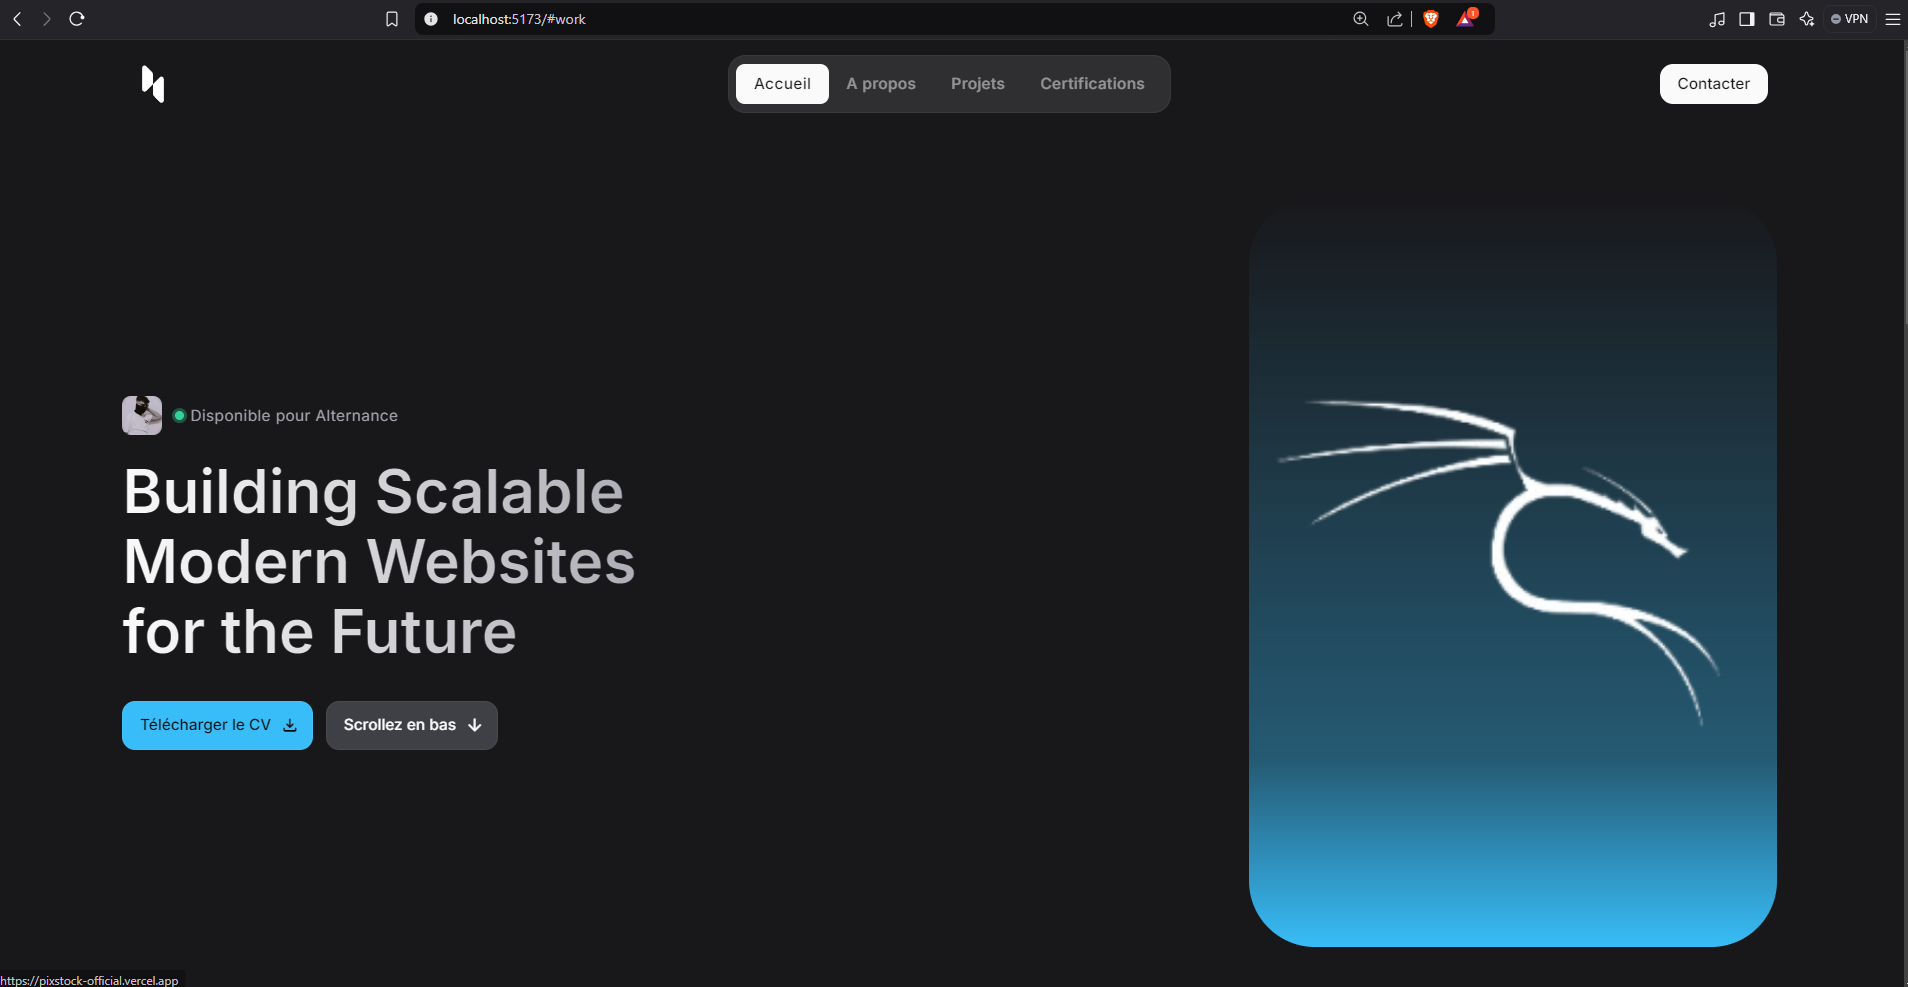 localhost:5173/#work
1
VPN
Accueil
A propos
Projets
Certifications
Contacter
Disponible pour Alternance
Building Scalable
Modern Websites
for the Future
Télécharger le CV
Scrollez en bas
https://pixstock-official.vercel.app